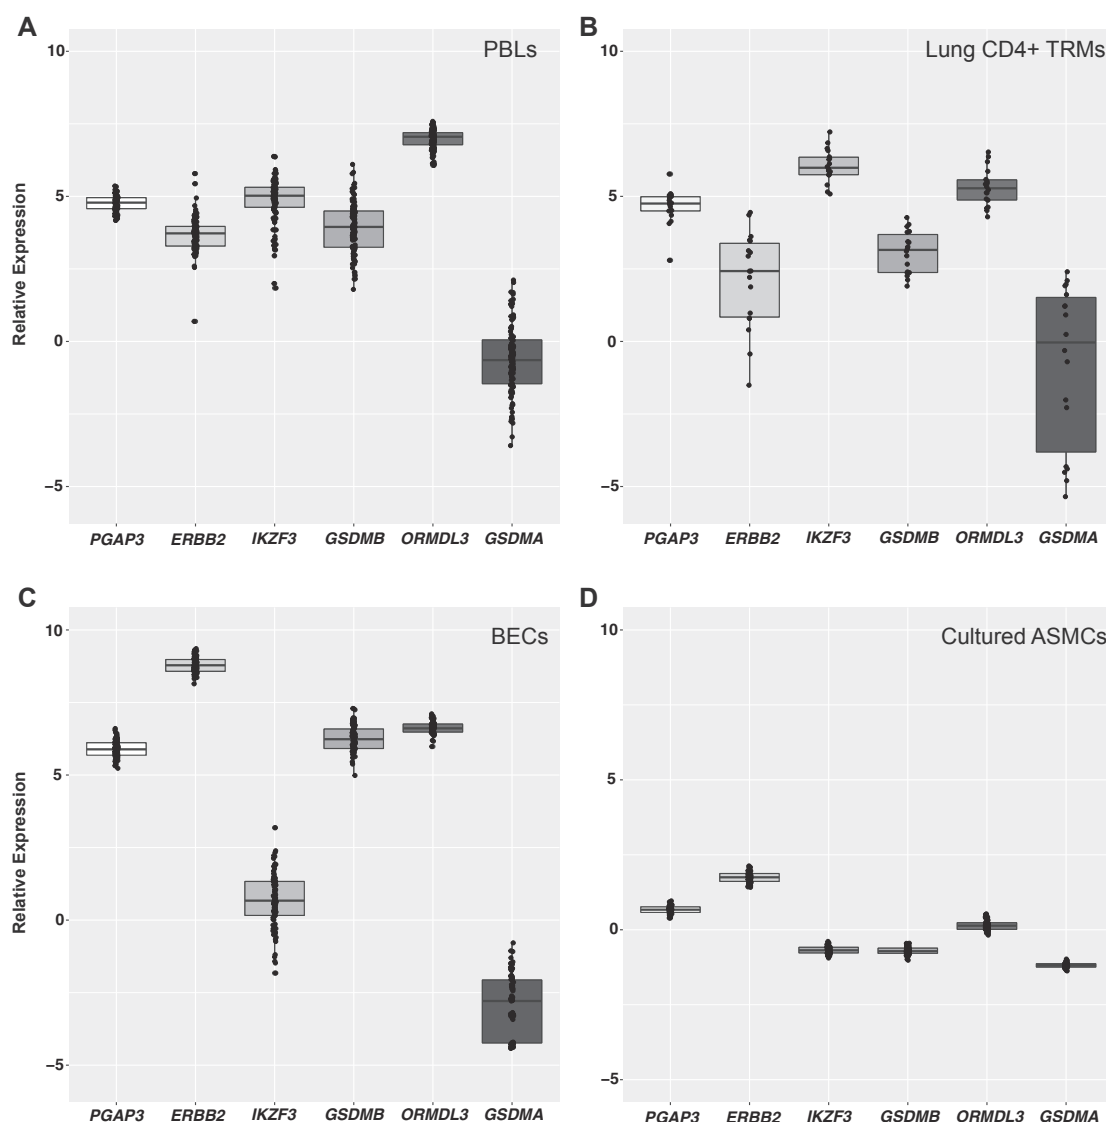 A
PBLs
10
5
0
−5
Relative Expression
PGAP3 ERBB2 IKZF3 GSDMB ORMDL3 GSDMA
B
Lung CD4+ TRMs
10
5
0
−5
PGAP3 ERBB2 IKZF3 GSDMB ORMDL3 GSDMA
C
BECs
10
5
0
−5
Relative Expression
PGAP3 ERBB2 IKZF3 GSDMB ORMDL3 GSDMA
D
Cultured ASMCs
10
5
0
−5
PGAP3 ERBB2 IKZF3 GSDMB ORMDL3 GSDMA